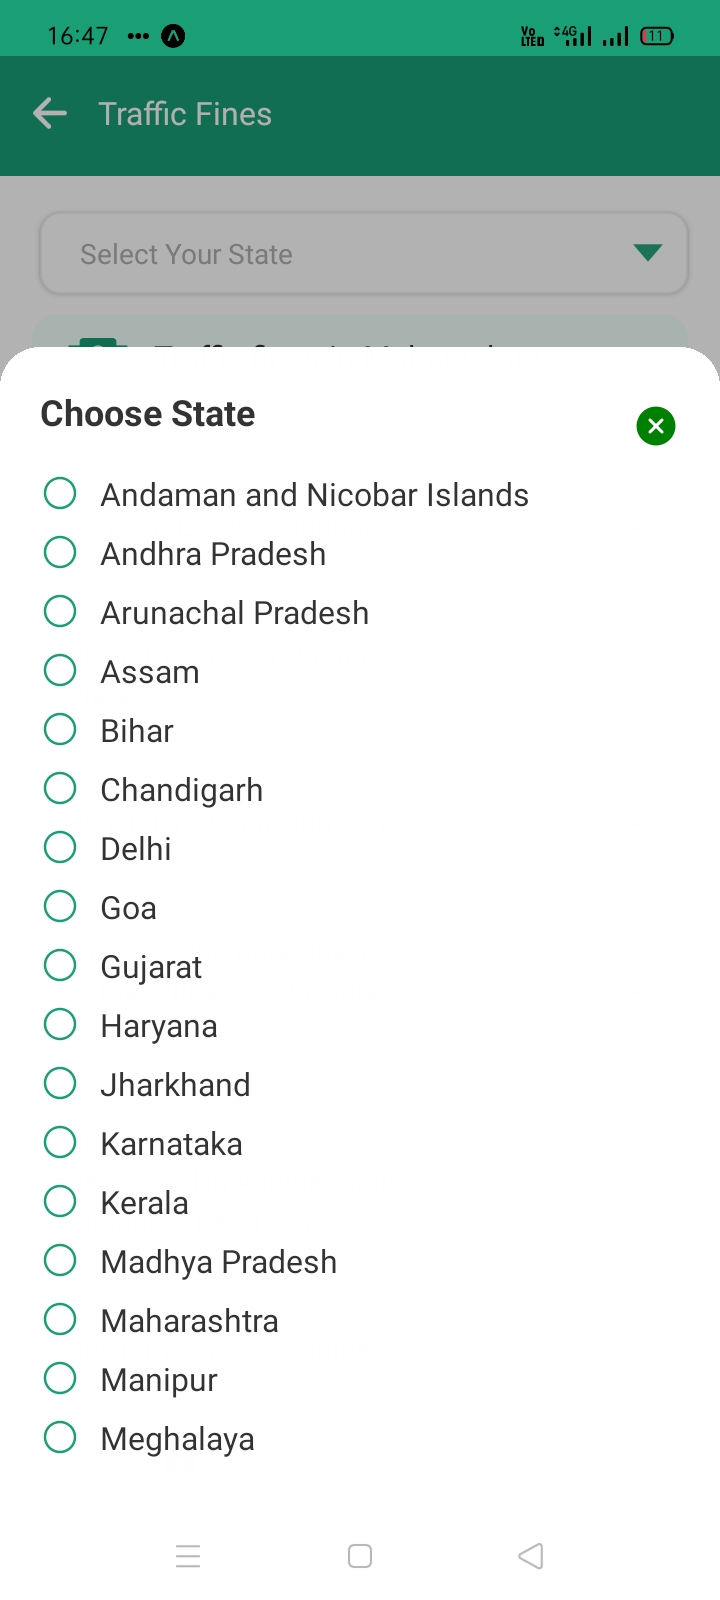 16:47
Vo LTED 4G 11
Traffic Fines
Select Your State
Choose State
Andaman and Nicobar Islands
Andhra Pradesh
Arunachal Pradesh
Assam
Bihar
Chandigarh
Delhi
Goa
Gujarat
Haryana
Jharkhand
Karnataka
Kerala
Madhya Pradesh
Maharashtra
Manipur
Meghalaya